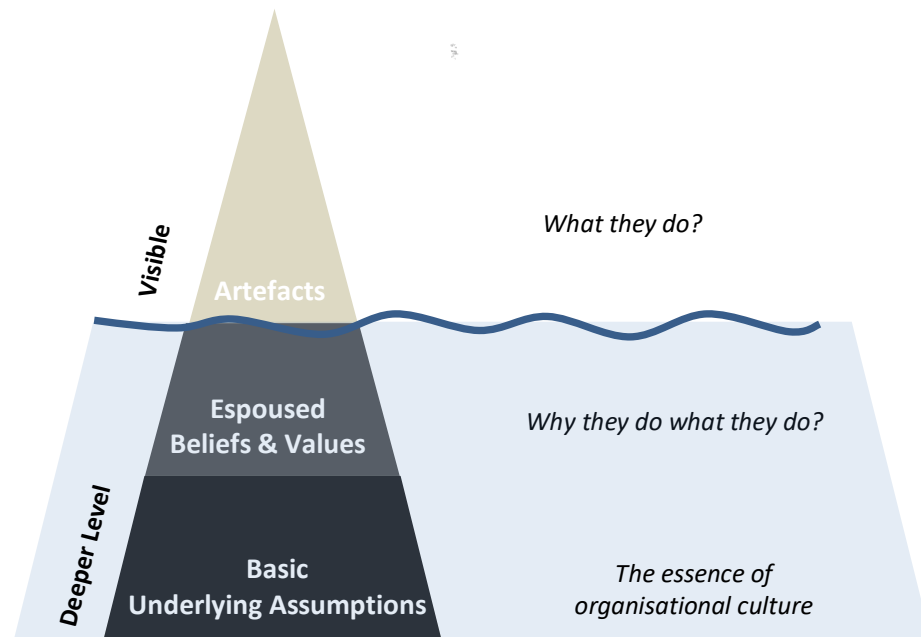 What they do?
Visible
Artefacts
Espoused
Beliefs & Values
Why they do what they do?
Deeper Level
Basic
Underlying Assumptions
The essence of
organisational culture